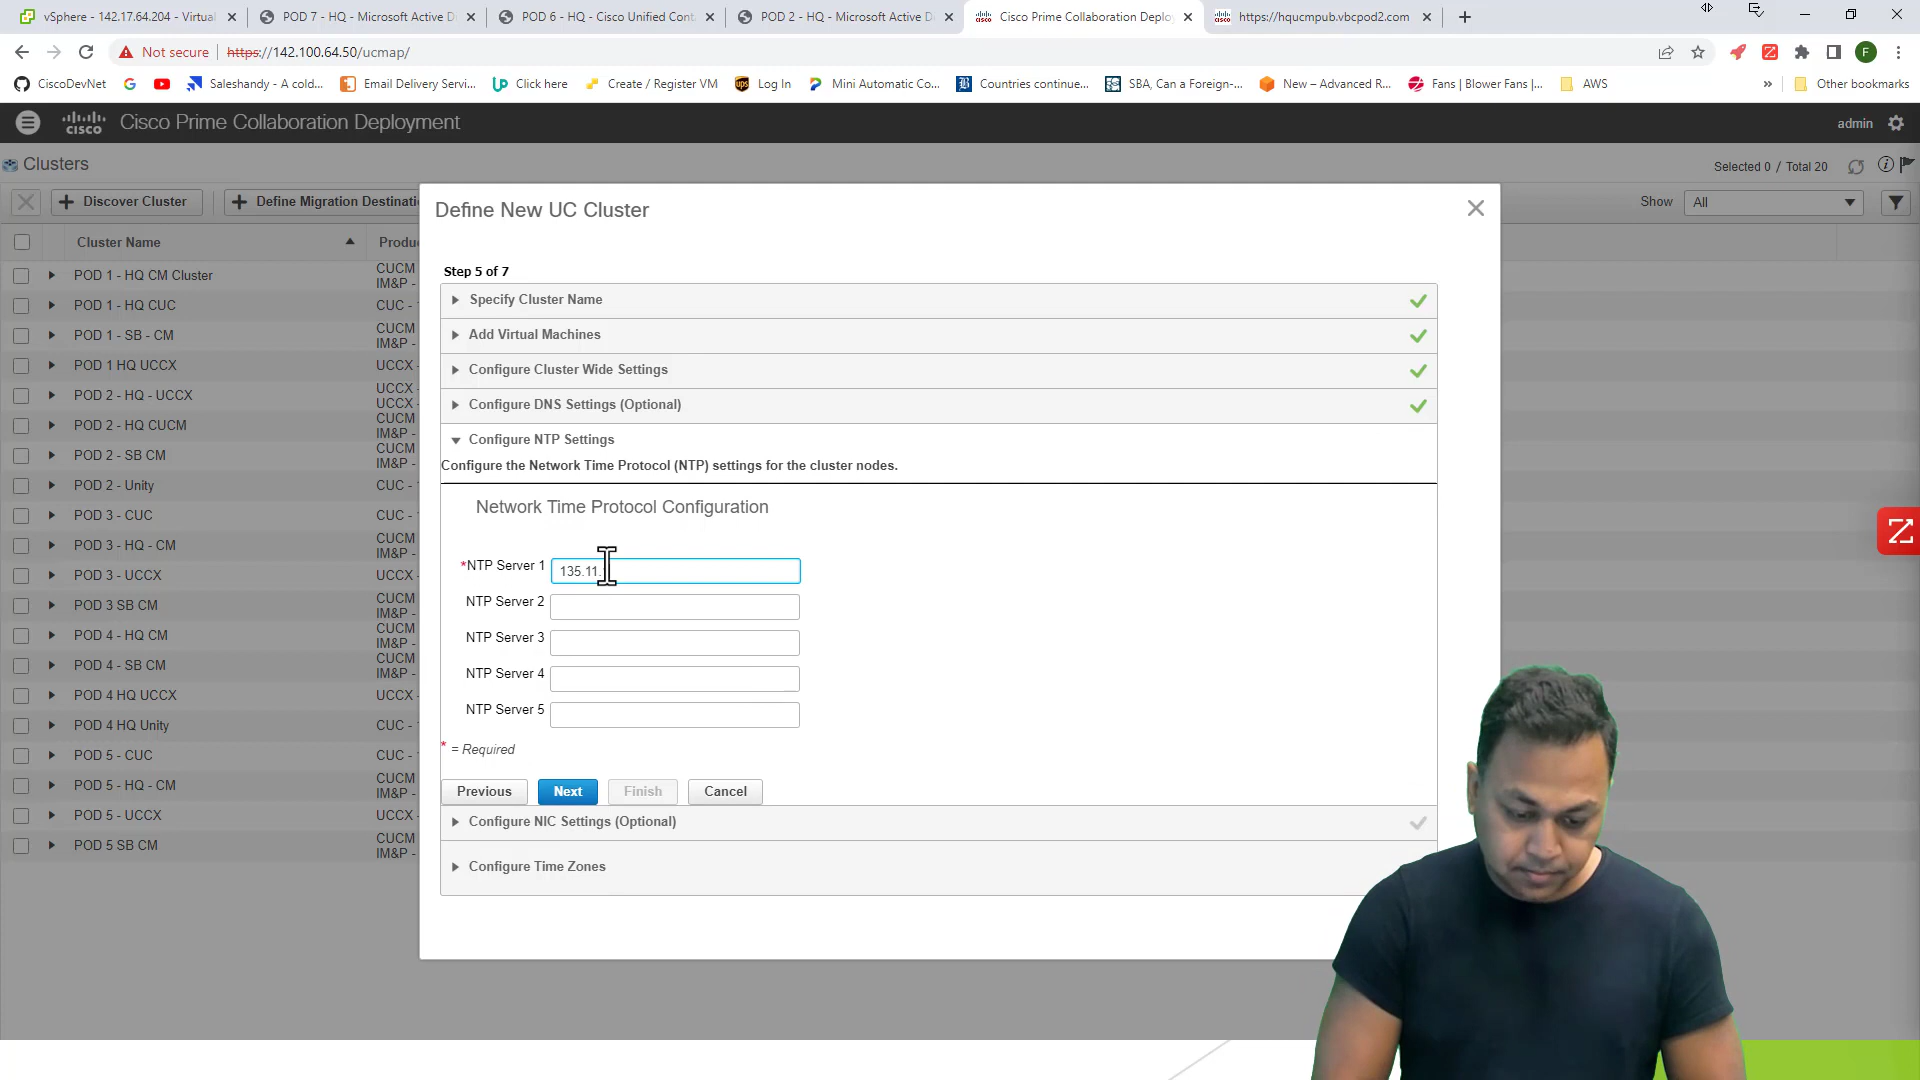 vSphere - 142.17.64.204 - Virtual
POD 7 - HQ - Microsoft Active D
POD 6 - HQ - Cisco Unified Cont
POD 2 - HQ - Microsoft Active D
Cisco Prime Collaboration Deploy
https://hqucmpub.vbcpod2.com
Not secure
https://142.100.64.50/ucmap/
F
CiscoDevNet
Saleshandy - A cold...
Email Delivery Servi...
Click here
Create / Register VM
Log In
Mini Automatic Co...
Countries continue...
SBA, Can a Foreign-...
New – Advanced R...
Fans | Blower Fans |...
AWS
»
Other bookmarks
cisco
Cisco Prime Collaboration Deployment
admin
Clusters
Selected 0 / Total 20
Discover Cluster
Define Migration Destinati
Show
All
Cluster Name
Produ
POD 1 - HQ CM Cluster
CUCM
IM&P -
POD 1 - HQ CUC
CUC -
POD 1 - SB - CM
CUCM
IM&P -
POD 1 HQ UCCX
UCCX -
POD 2 - HQ - UCCX
UCCX
UCCX -
POD 2 - HQ CUCM
CUCM
IM&P -
POD 2 - SB CM
CUCM
IM&P -
POD 2 - Unity
CUC -
POD 3 - CUC
CUC -
POD 3 - HQ - CM
CUCM
IM&P -
POD 3 - UCCX
UCCX -
POD 3 SB CM
CUCM
IM&P -
POD 4 - HQ CM
CUCM
IM&P -
POD 4 - SB CM
CUCM
IM&P -
POD 4 HQ UCCX
UCCX -
POD 4 HQ Unity
CUC -
POD 5 - CUC
CUC -
POD 5 - HQ - CM
CUCM
IM&P -
POD 5 - UCCX
UCCX -
POD 5 SB CM
CUCM
IM&P -
Define New UC Cluster
Step 5 of 7
Specify Cluster Name
Add Virtual Machines
Configure Cluster Wide Settings
Configure DNS Settings (Optional)
Configure NTP Settings
Configure the Network Time Protocol (NTP) settings for the cluster nodes.
Network Time Protocol Configuration
*NTP Server 1
135.11.
NTP Server 2
NTP Server 3
NTP Server 4
NTP Server 5
* = Required
Previous
Next
Finish
Cancel
Configure NIC Settings (Optional)
Configure Time Zones